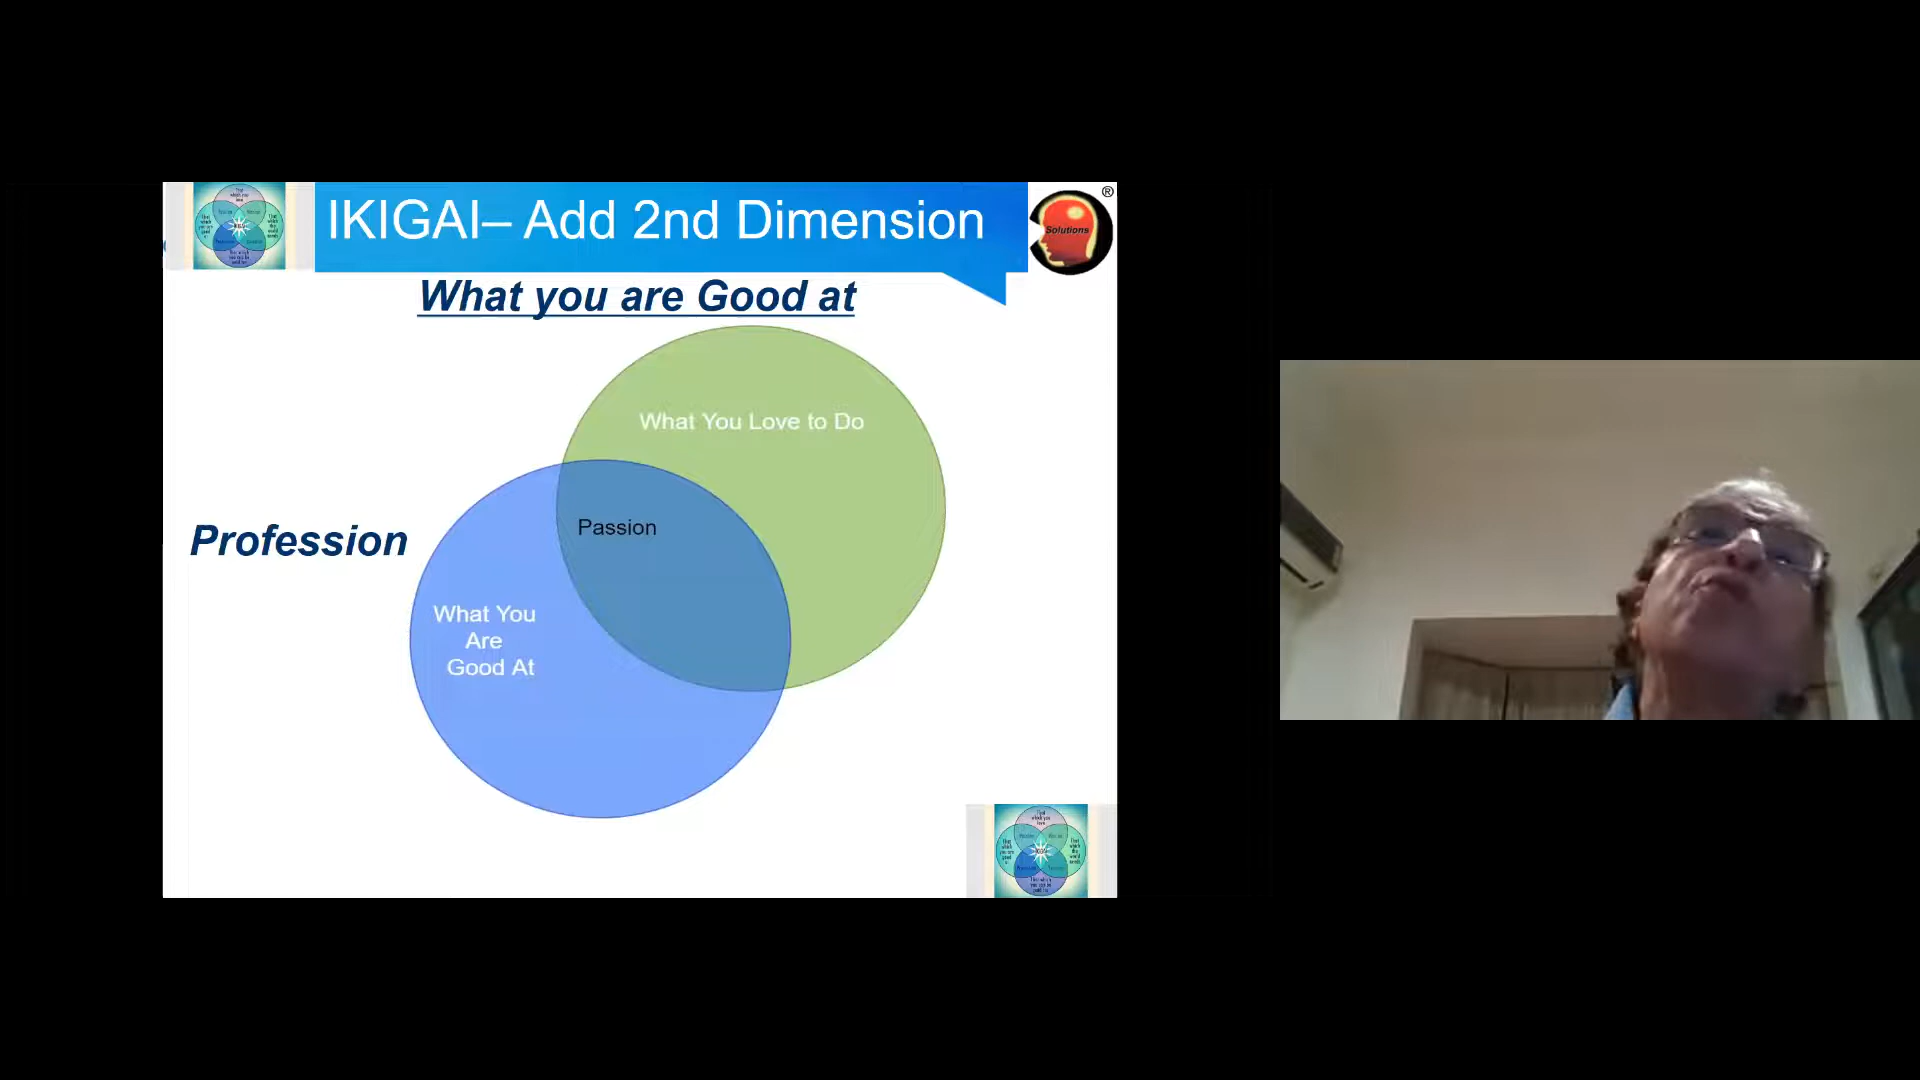 IKIGAI– Add 2nd Dimension
®
Solutions
What you are Good at
What You Love to Do
Passion
Profession
What You
Are
Good At